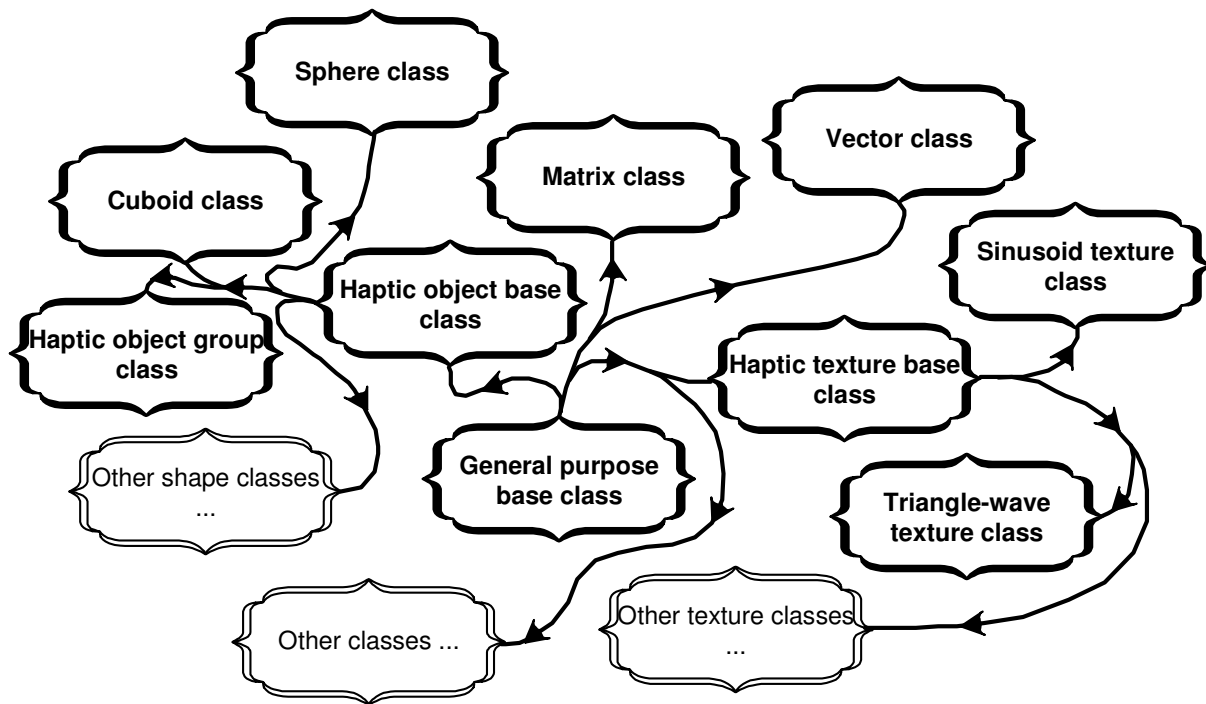 Sphere class
Vector class
Matrix class
Cuboid class
Sinusoid texture
class
Haptic object base
class
Haptic object group
class
Haptic texture base
class
General purpose
base class
Other shape classes
...
Triangle-wave
texture class
Other texture classes
...
Other classes ...